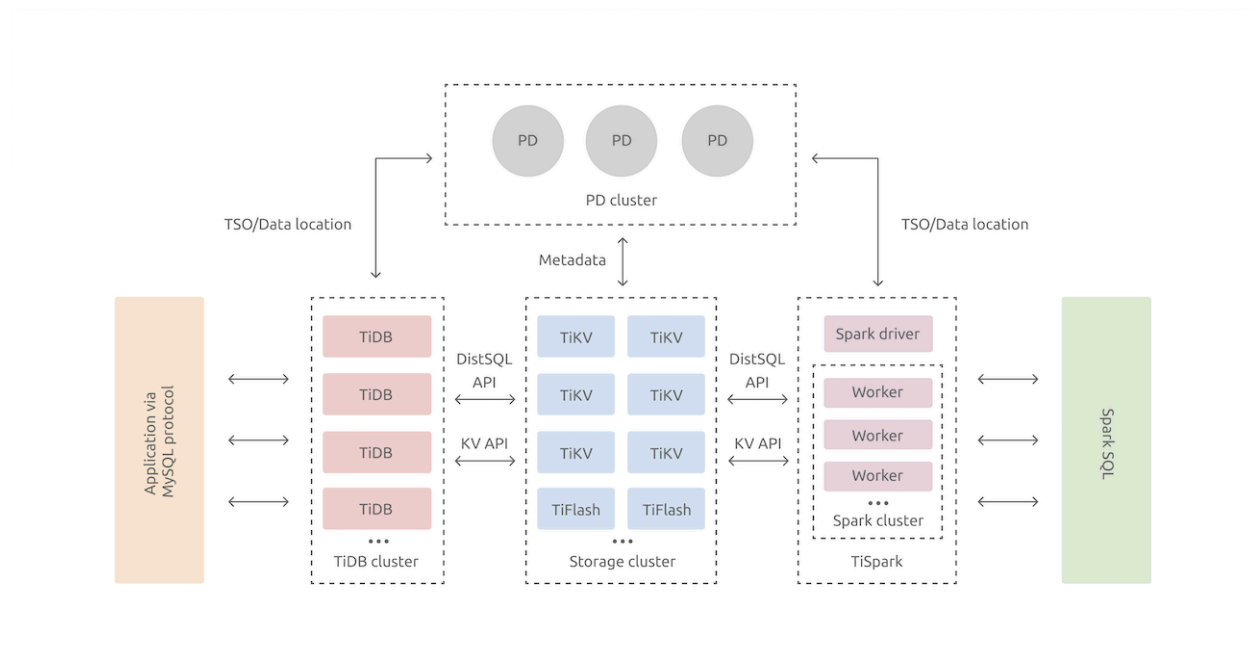 PD
PD
PD
PD cluster
TSO/Data location
TSO/Data location
Metadata
Application via
MySQL protocol
TiDB
TiDB
TiDB
TiDB
•••
TiDB cluster
DistSQL
API
KV API
TiKV
TiKV
TiKV
TiKV
TiKV
TiKV
TiFlash
TiFlash
•••
Storage cluster
DistSQL
API
KV API
Spark driver
Worker
Worker
Worker
•••
Spark cluster
TiSpark
Spark SQL